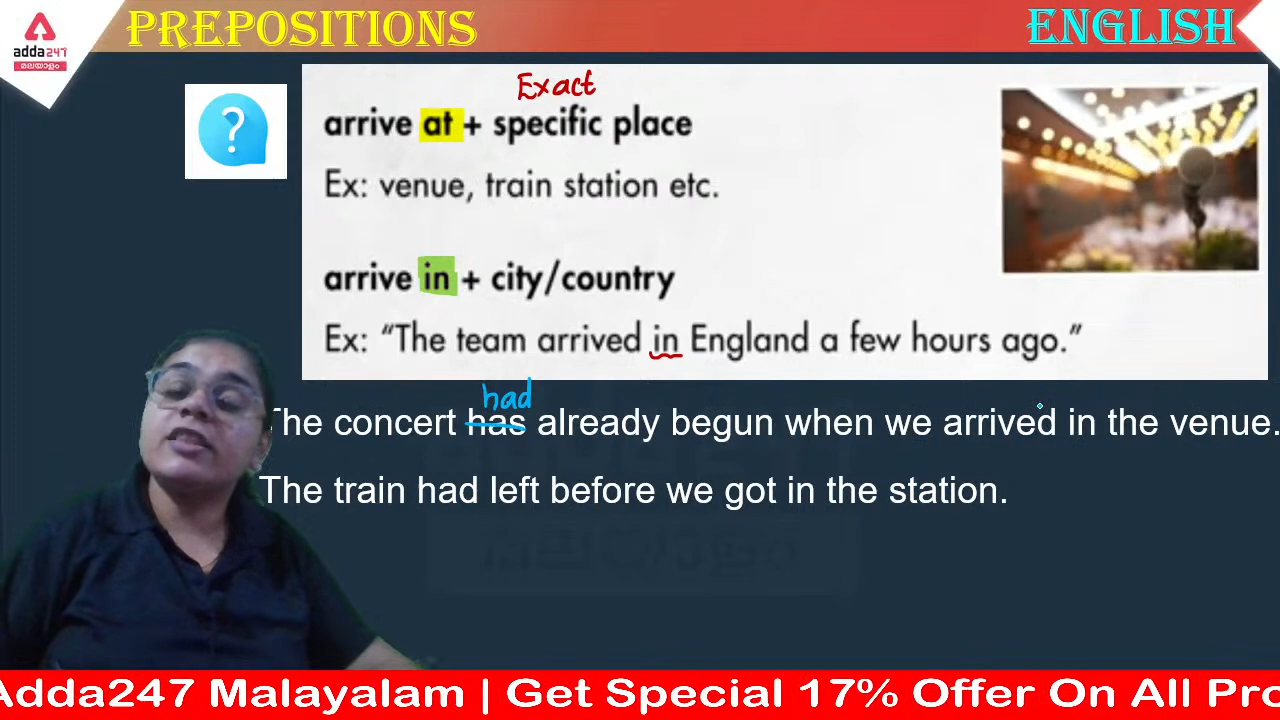 PREPOSITIONS
ENGLISH
adda247
മലയാളം
Exact
arrive at + specific place
Ex: venue, train station etc.
arrive in + city/country
Ex: “The team arrived in England a few hours ago.”
had
The concert has already begun when we arrived in the venue.
The train had left before we got in the station.
Adda247 Malayalam | Get Special 17% Offer On All Pro